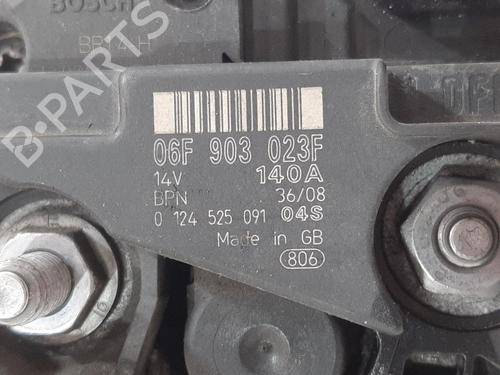 BOSCH
06F 903 023F
14V 140A
BPN 36/08
0 124 525 091 04S
Made in GB
806
B-PARTS